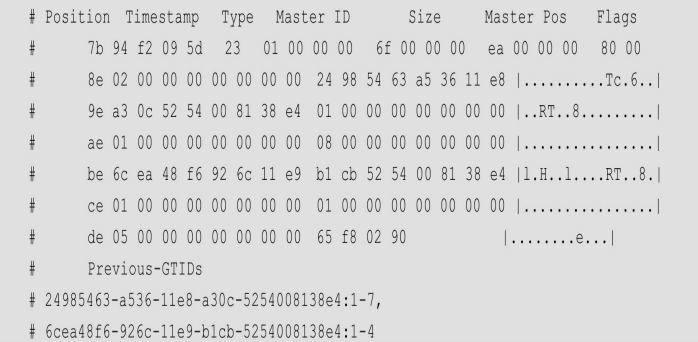 # Position Timestamp Type Master ID Size Master Pos Flags
# 7b 94 f2 09 5d 23 01 00 00 00 6f 00 00 00 ea 00 00 00 80 00
# 8e 02 00 00 00 00 00 00 00 24 98 54 63 a5 36 11 e8 |..........Tc.6..|
# 9e a3 0c 52 54 00 81 38 e4 01 00 00 00 00 00 00 00 |..RT..8.........|
# ae 01 00 00 00 00 00 00 00 08 00 00 00 00 00 00 00 |................|
# be 6c ea 48 f6 92 6c 11 e9 b1 cb 52 54 00 81 38 e4 |l.H..l....RT..8.|
# ce 01 00 00 00 00 00 00 00 01 00 00 00 00 00 00 00 |................|
# de 05 00 00 00 00 00 00 00 65 f8 02 90 |........e...|
# Previous-GTIDs
# 24985463-a536-11e8-a30c-5254008138e4:1-7,
# 6cea48f6-926c-11e9-b1cb-5254008138e4:1-4